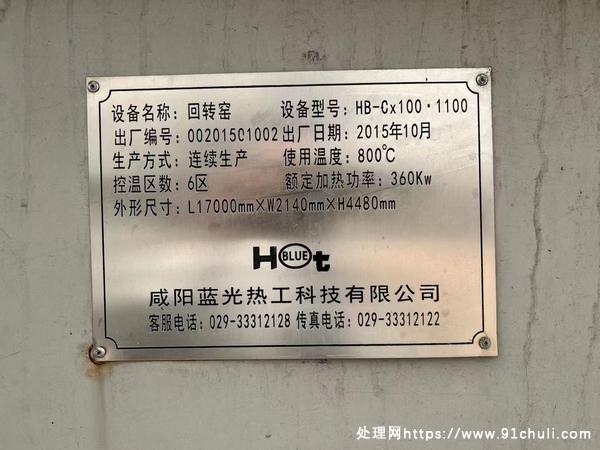 设备名称: 回转窑 设备型号: HB-Cx100·1100
出厂编号: 00201501002 出厂日期: 2015年10月
生产方式: 连续生产 使用温度: 800℃
控温区数: 6区 额定加热功率: 360Kw
外形尺寸: L17000mm×W2140mm×H4480mm
HOt
BLUE
咸阳蓝光热工科技有限公司
客服电话: 029-33312128 传真电话: 029-33312122
处理网https://www.91chuli.com